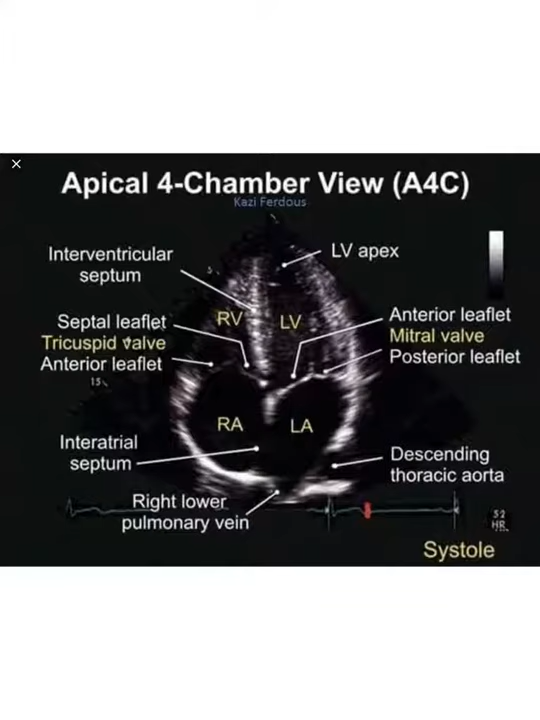 Apical 4-Chamber View (A4C)
Kazi Ferdous
Interventricular
septum
LV apex
5
RV
LV
Septal leaflet
Tricuspid valve
Anterior leaflet
Anterior leaflet
Mitral valve
Posterior leaflet
15
RA
LA
Interatrial
septum
Descending
thoracic aorta
Right lower
pulmonary vein
52
HR
Systole